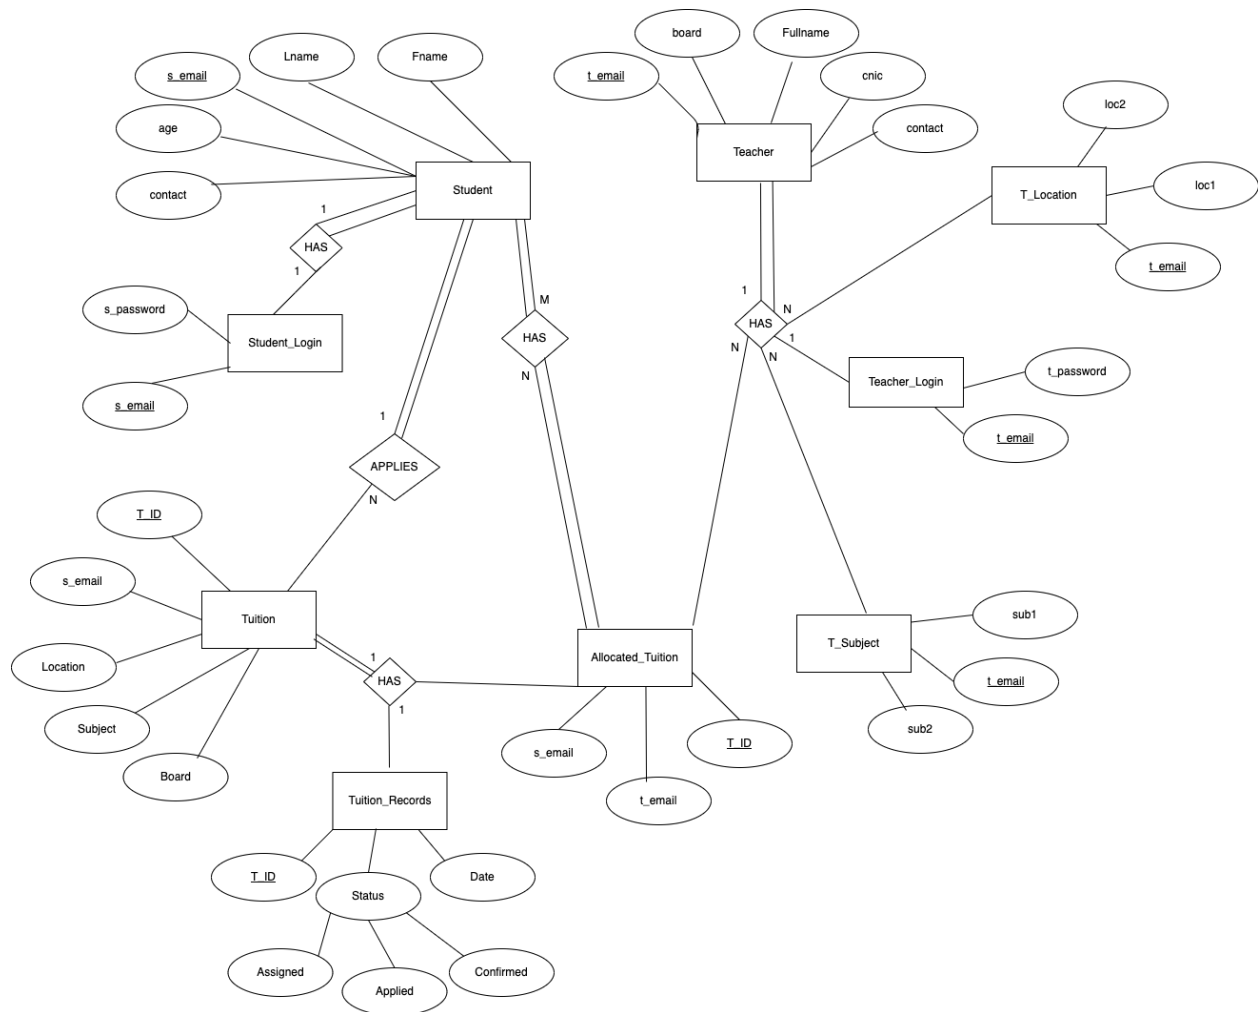 board
Fullname
Lname
Fname
s_email
t_email
cnic
loc2
age
contact
Teacher
contact
Student
T_Location
loc1
1
HAS
1
t_email
s_password
Student_Login
s_email
M
HAS
N
1
N
HAS
1
N
N
Teacher_Login
t_password
t_email
1
APPLIES
N
T_ID
s_email
Tuition
Location
Subject
Board
1
HAS
1
Allocated_Tuition
s_email
t_email
T_ID
T_Subject
sub1
t_email
sub2
Tuition_Records
T_ID
Status
Date
Assigned
Applied
Confirmed